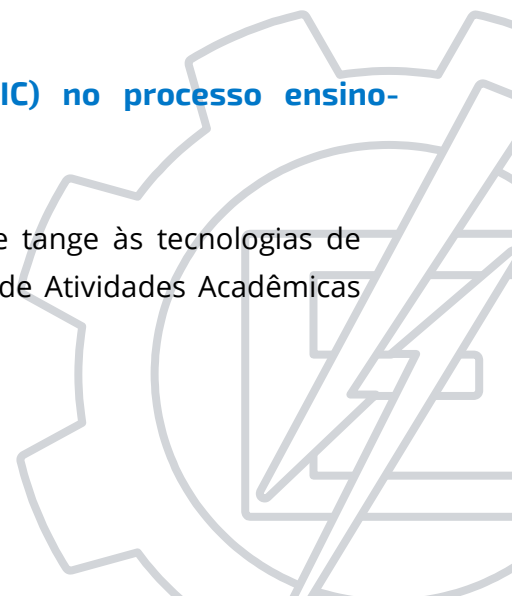 IC) no processo ensino-
e tange às tecnologias de
de Atividades Acadêmicas